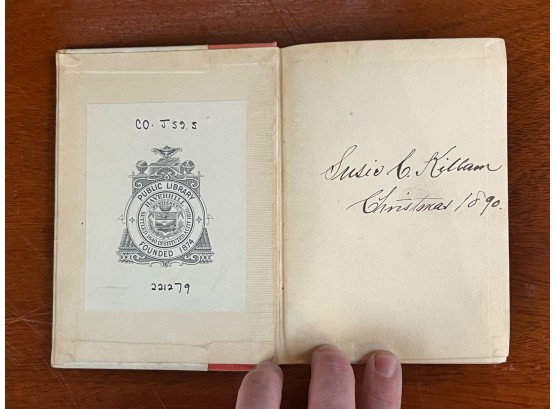 CO. J59.5
PUBLIC LIBRARY
HAVERHILL
FOUNDED 1874
221279
Susie C. Killam
Christmas 1890.